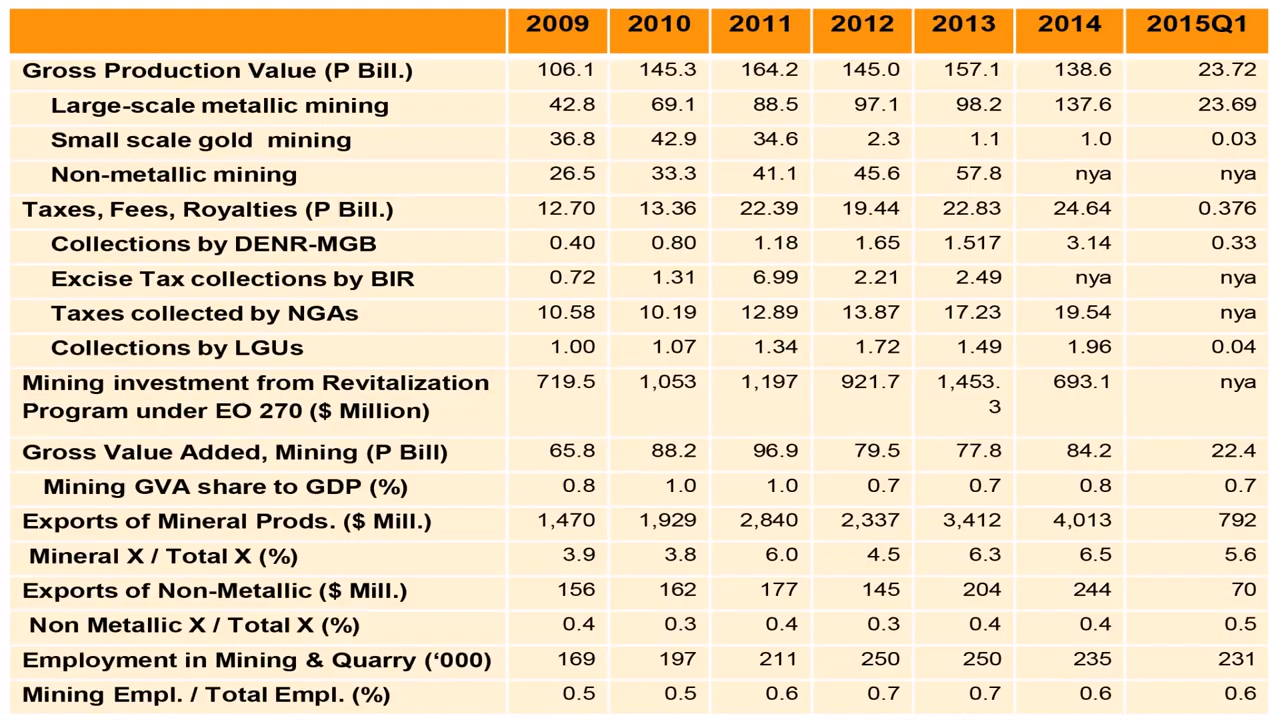 2009 2010 2011 2012 2013 2014 2015Q1
Gross Production Value (P Bill.) 106.1 145.3 164.2 145.0 157.1 138.6 23.72
Large-scale metallic mining 42.8 69.1 88.5 97.1 98.2 137.6 23.69
Small scale gold mining 36.8 42.9 34.6 2.3 1.1 1.0 0.03
Non-metallic mining 26.5 33.3 41.1 45.6 57.8 nya nya
Taxes, Fees, Royalties (P Bill.) 12.70 13.36 22.39 19.44 22.83 24.64 0.376
Collections by DENR-MGB 0.40 0.80 1.18 1.65 1.517 3.14 0.33
Excise Tax collections by BIR 0.72 1.31 6.99 2.21 2.49 nya nya
Taxes collected by NGAs 10.58 10.19 12.89 13.87 17.23 19.54 nya
Collections by LGUs 1.00 1.07 1.34 1.72 1.49 1.96 0.04
Mining investment from Revitalization 719.5 1,053 1,197 921.7 1,453. 693.1 nya
Program under EO 270 ($ Million) 3
Gross Value Added, Mining (P Bill) 65.8 88.2 96.9 79.5 77.8 84.2 22.4
Mining GVA share to GDP (%) 0.8 1.0 1.0 0.7 0.7 0.8 0.7
Exports of Mineral Prods. ($ Mill.) 1,470 1,929 2,840 2,337 3,412 4,013 792
Mineral X / Total X (%) 3.9 3.8 6.0 4.5 6.3 6.5 5.6
Exports of Non-Metallic ($ Mill.) 156 162 177 145 204 244 70
Non Metallic X / Total X (%) 0.4 0.3 0.4 0.3 0.4 0.4 0.5
Employment in Mining & Quarry (‘000) 169 197 211 250 250 235 231
Mining Empl. / Total Empl. (%) 0.5 0.5 0.6 0.7 0.7 0.6 0.6